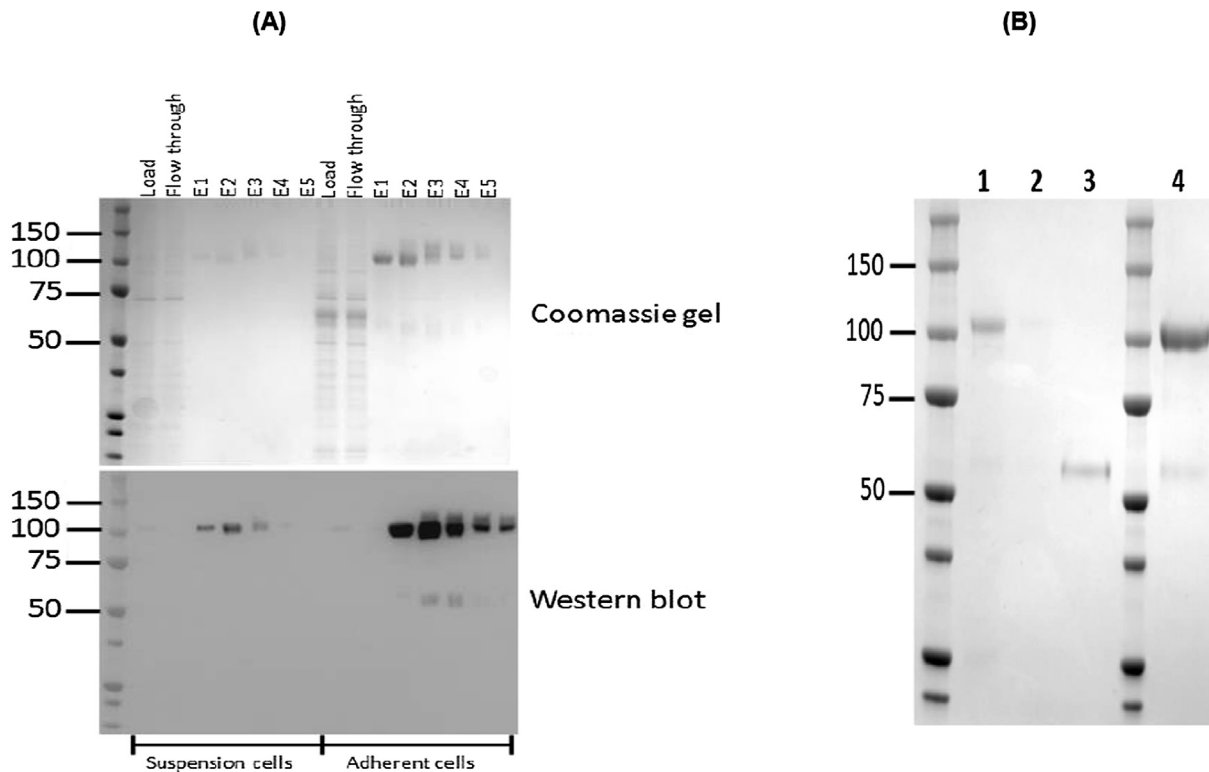 (A)
Load
Flow through
E1
E2
E3
E4
E5
Load
Flow through
E1
E2
E3
E4
E5
150
100
75
50
Coomassie gel
150
100
75
50
Western blot
Suspension cells
Adherent cells
(B)
1 2 3 4
150
100
75
50